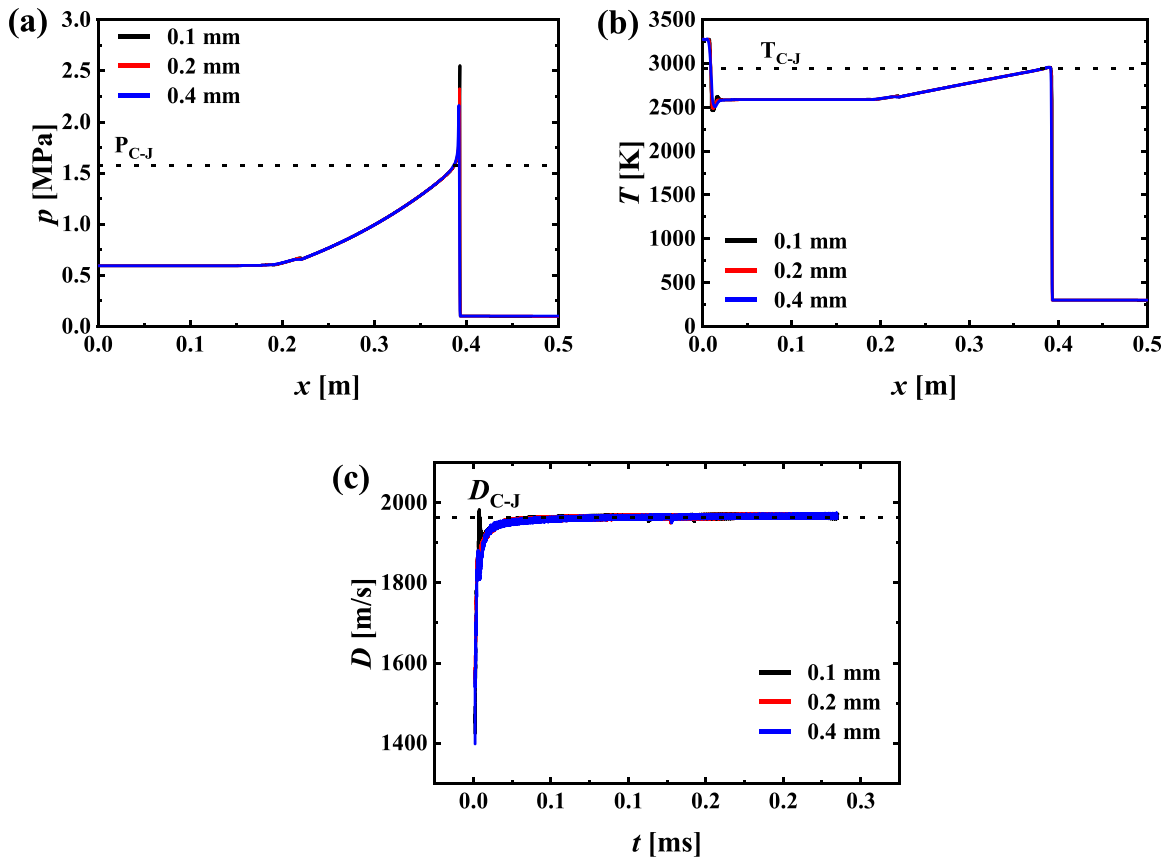 (a)
0.1 mm
0.2 mm
0.4 mm
P_C-J
3.0
2.5
2.0
1.5
1.0
0.5
0.0
p [MPa]
0.0 0.1 0.2 0.3 0.4 0.5
x [m]
(b)
T_C-J
3500
3000
2500
2000
1500
1000
500
0
T [K]
0.1 mm
0.2 mm
0.4 mm
0.0 0.1 0.2 0.3 0.4 0.5
x [m]
(c)
D_C-J
2000
1800
1600
1400
D [m/s]
0.1 mm
0.2 mm
0.4 mm
0.0 0.1 0.1 0.2 0.2 0.3
t [ms]